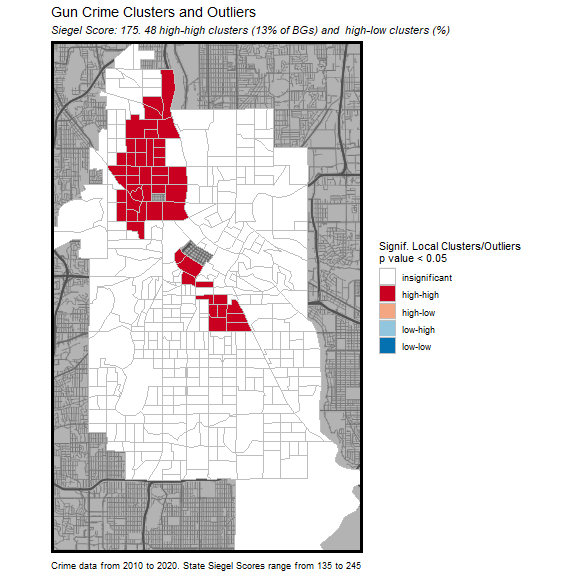 Gun Crime Clusters and Outliers
Siegel Score: 175. 48 high-high clusters (13% of BGs) and  high-low clusters (%)
Signif. Local Clusters/Outliers
p value < 0.05
insignificant
high-high
high-low
low-high
low-low
Crime data from 2010 to 2020. State Siegel Scores range from 135 to 245